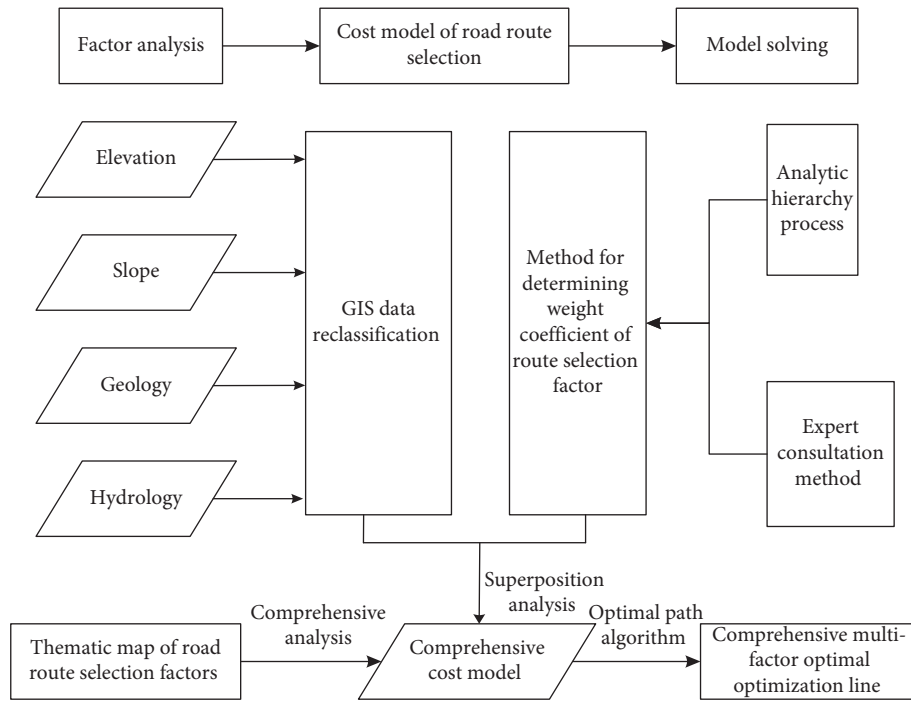 Factor analysis
Cost model of road route
selection
Model solving
Elevation
Slope
Geology
Hydrology
GIS data
reclassification
Method for
determining
weight
coefficient of
route selection
factor
Analytic
hierarchy
process
Expert
consultation
method
Superposition
analysis
Comprehensive
analysis
Optimal path
algorithm
Thematic map of road
route selection factors
Comprehensive
cost model
Comprehensive multi-
factor optimal
optimization line